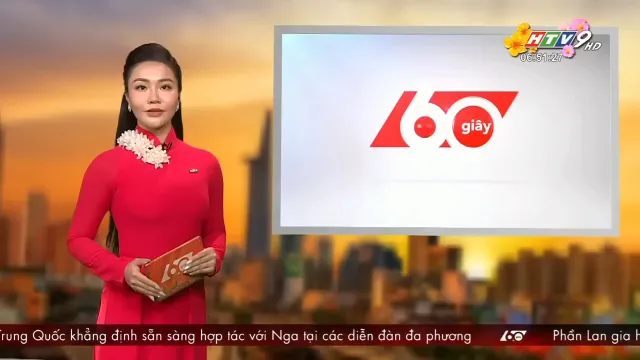 HTV9 HD
06:51:27
60 giây
60
Trung Quốc khẳng định sẵn sàng hợp tác với Nga tại các diễn đàn đa phương 60 Phần Lan gia H